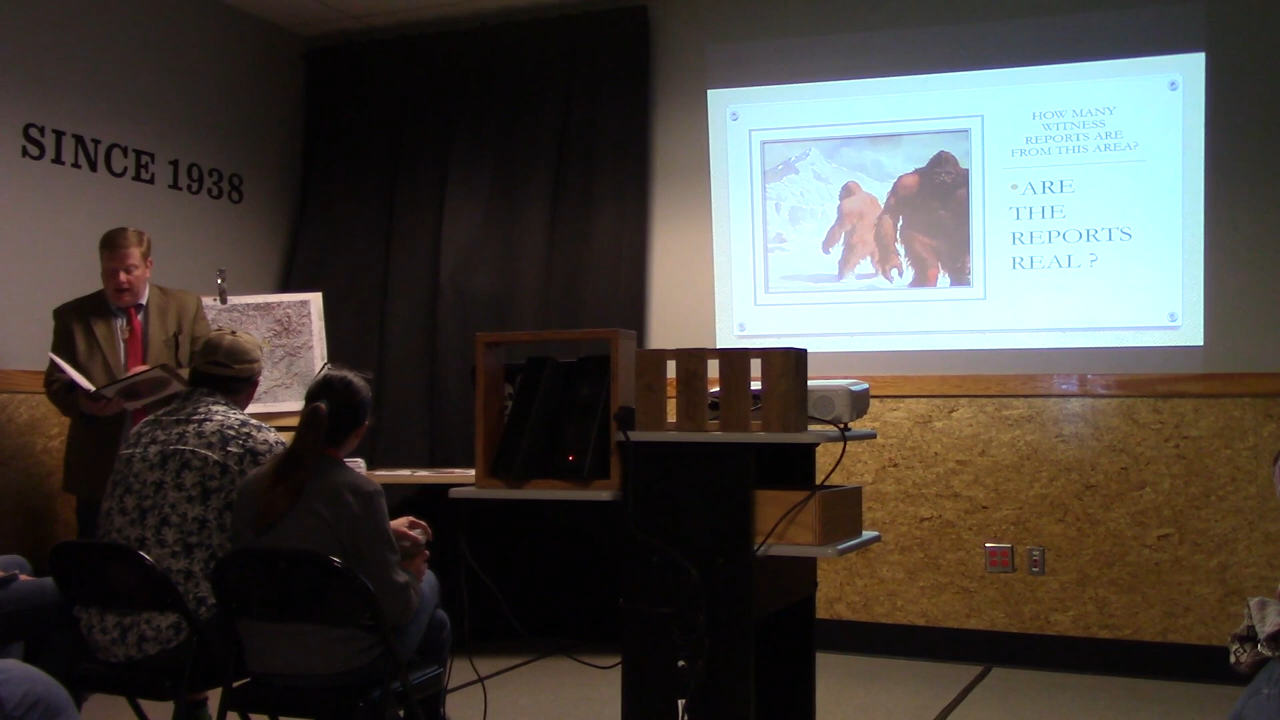 SINCE 1938
HOW MANY
WITNESS
REPORTS ARE
FROM THIS AREA?
•ARE
THE
REPORTS
REAL ?